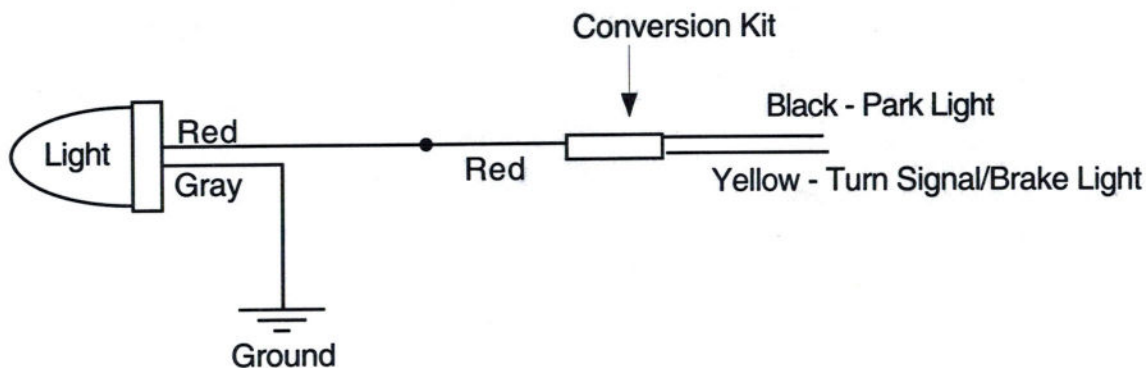 Conversion Kit
Black - Park Light
Light
Red
Red
Gray
Yellow - Turn Signal/Brake Light
Ground